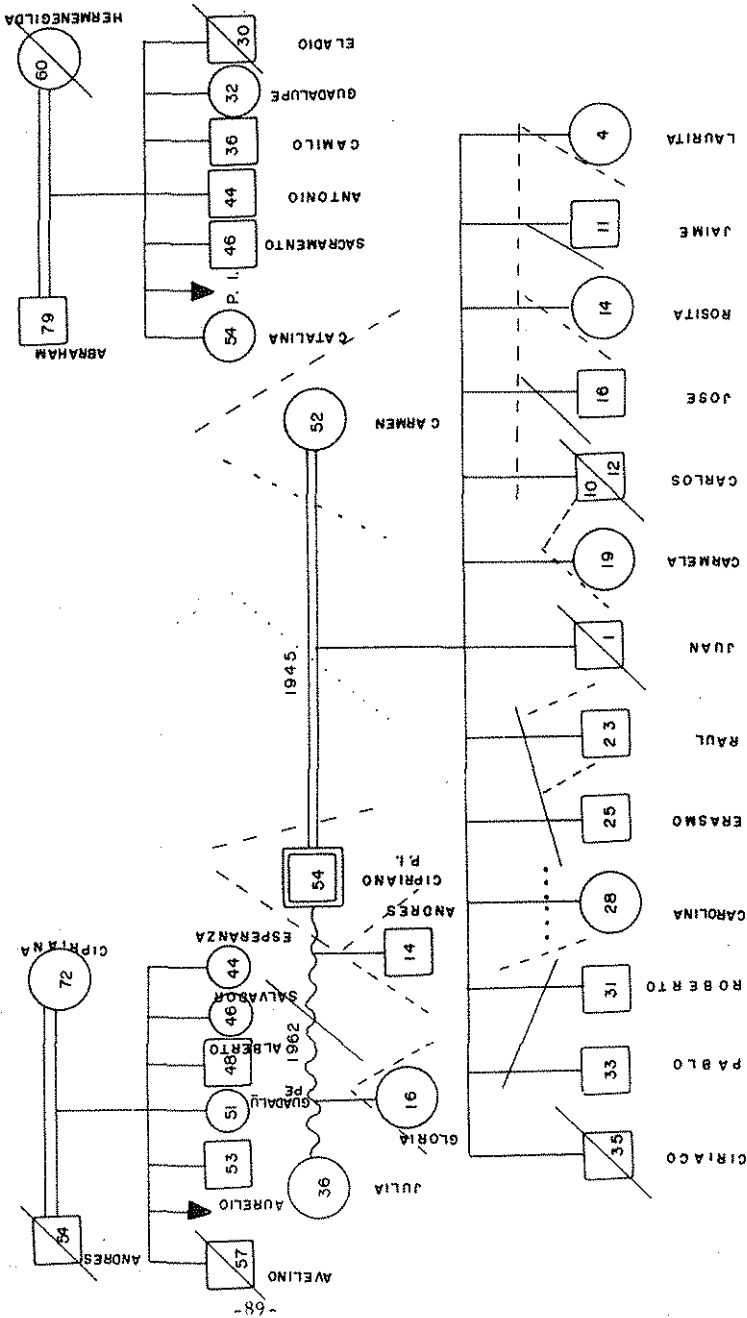 ANDRES
54
CIPRIANA
72
ABRAHAM
79
HERMENEGILDA
60
AVELINO
57
AURELIO
53
GUADALU
PE
51
ALBERTO
48
SALVADOR
46
ESPERANZA
44
CATALINA
54
P. I.
SACRAMENTO
46
ANTONIO
44
CAMILO
36
GUADALUPE
32
ELADIO
30
JULIA
36
1962
CIPRIANO
P.I.
54
1945
CARMEN
52
GLORIA
16
ANDRES
14
CIRIACO
35
PABLO
33
ROBERTO
31
CAROLINA
28
ERASMO
25
RAUL
23
JUAN
1
CARMELA
19
CARLOS
10
12
JOSE
16
ROSITA
14
JAIME
11
LAURITA
4
-89-